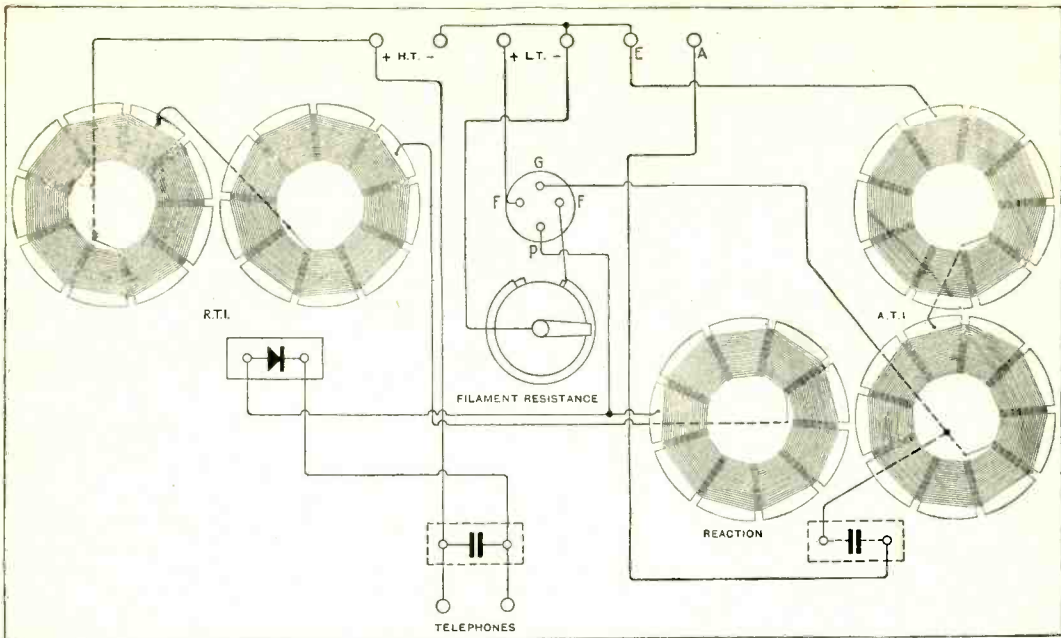 + H.T. - + L.T. - E A
G
F F
P
R.T.I.
A.T.I.
FILAMENT RESISTANCE
REACTION
TELEPHONES